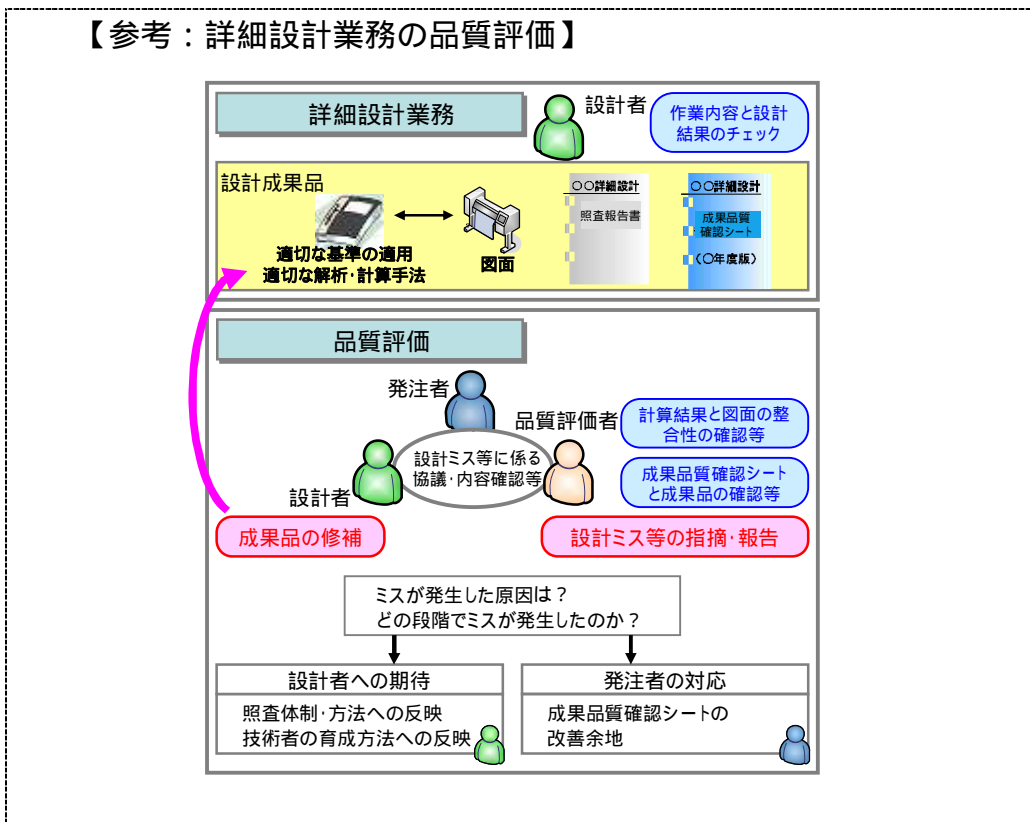 【参考：詳細設計業務の品質評価】
詳細設計業務
設計者
作業内容と設計
結果のチェック
設計成果品
適切な基準の適用
適切な解析･計算手法
図面
○○詳細設計
照査報告書
○○詳細設計
成果品質
確認シート
（○年度版）
品質評価
発注者
品質評価者
設計者
設計ミス等に係る
協議･内容確認等
計算結果と図面の整
合性の確認等
成果品質確認シート
と成果品の確認等
成果品の修補
設計ミス等の指摘･報告
ミスが発生した原因は？
どの段階でミスが発生したのか？
設計者への期待
照査体制･方法への反映
技術者の育成方法への反映
発注者の対応
成果品質確認シートの
改善余地